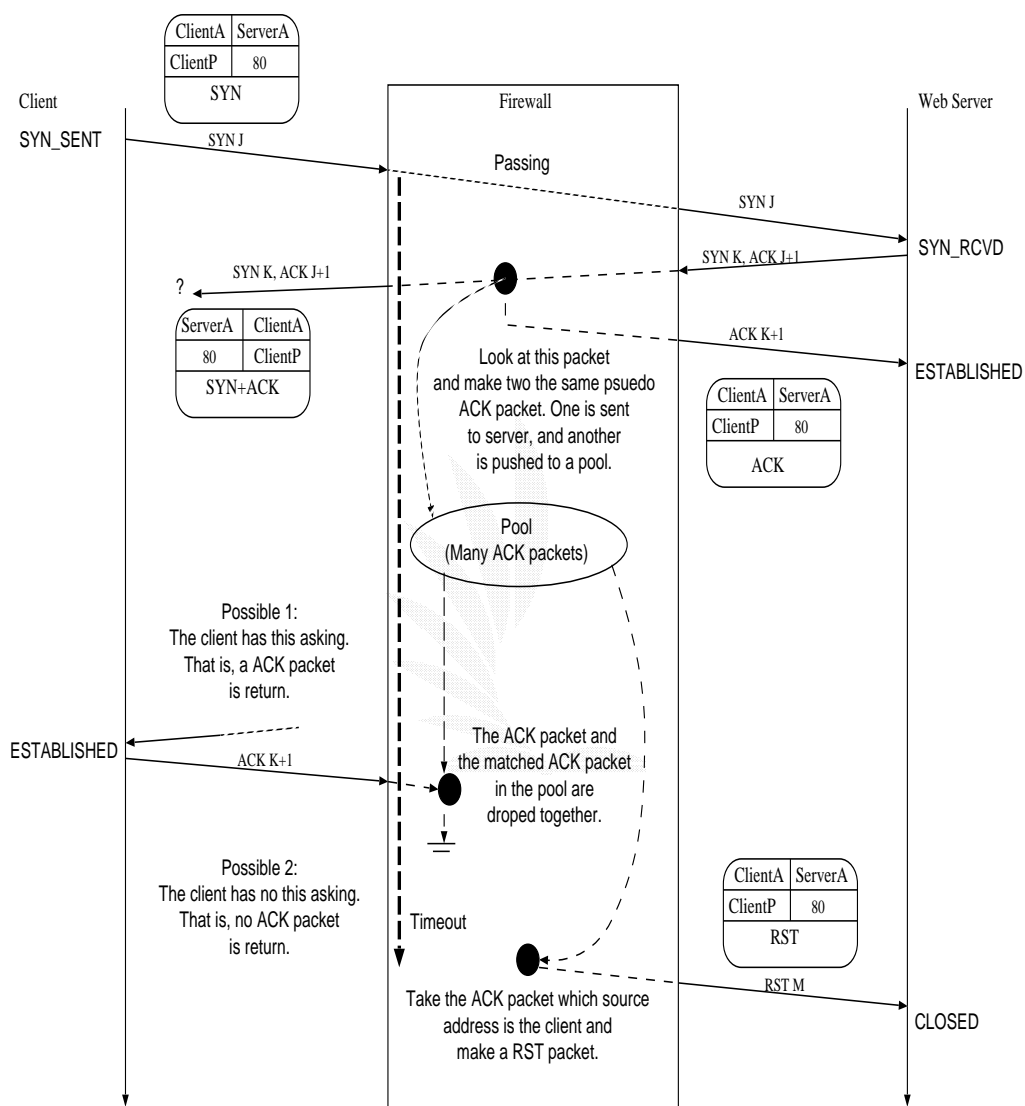 ClientA ServerA
ClientP 80
SYN
Client
Firewall
Web Server
SYN_SENT
SYN J
Passing
SYN J
SYN_RCVD
SYN K, ACK J+1
SYN K, ACK J+1
?
ServerA ClientA
80 ClientP
SYN+ACK
ACK K+1
ESTABLISHED
Look at this packet
and make two the same psuedo
ACK packet. One is sent
to server, and another
is pushed to a pool.
ClientA ServerA
ClientP 80
ACK
Pool
(Many ACK packets)
Possible 1:
The client has this asking.
That is, a ACK packet
is return.
ESTABLISHED
ACK K+1
The ACK packet and
the matched ACK packet
in the pool are
droped together.
Possible 2:
The client has no this asking.
That is, no ACK packet
is return.
Timeout
ClientA ServerA
ClientP 80
RST
RST M
CLOSED
Take the ACK packet which source
address is the client and
make a RST packet.